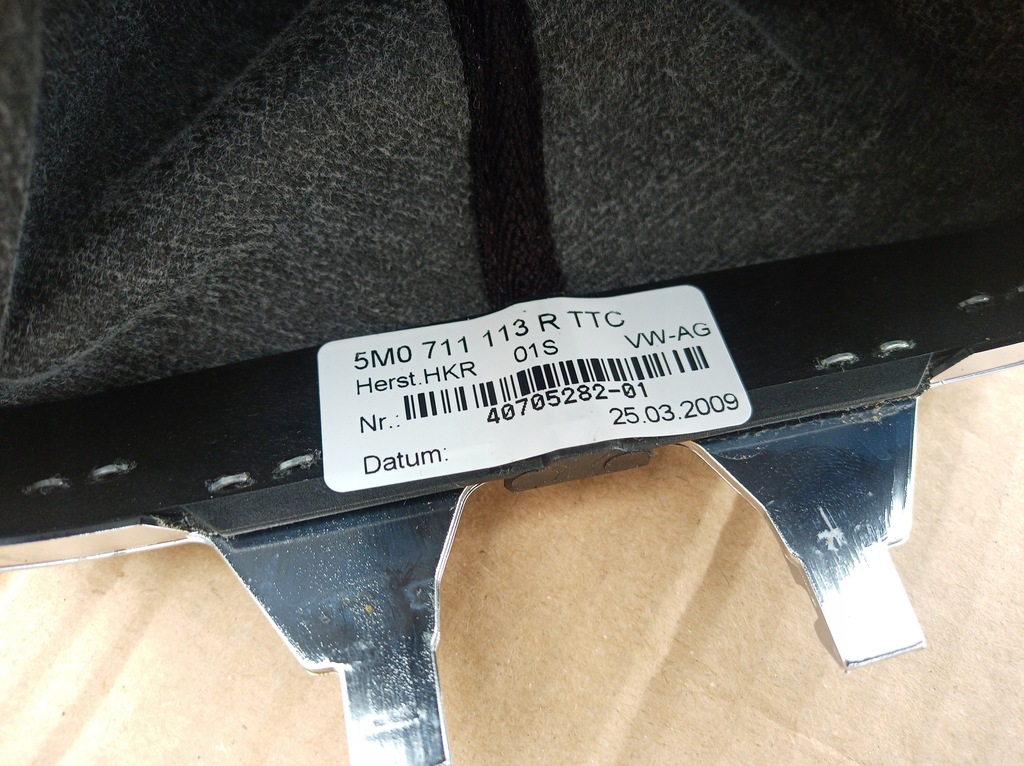 5M0 711 113 R TTC
Herst.HKR 01S VW-AG
Nr.:
40705282-01
Datum: 25.03.2009